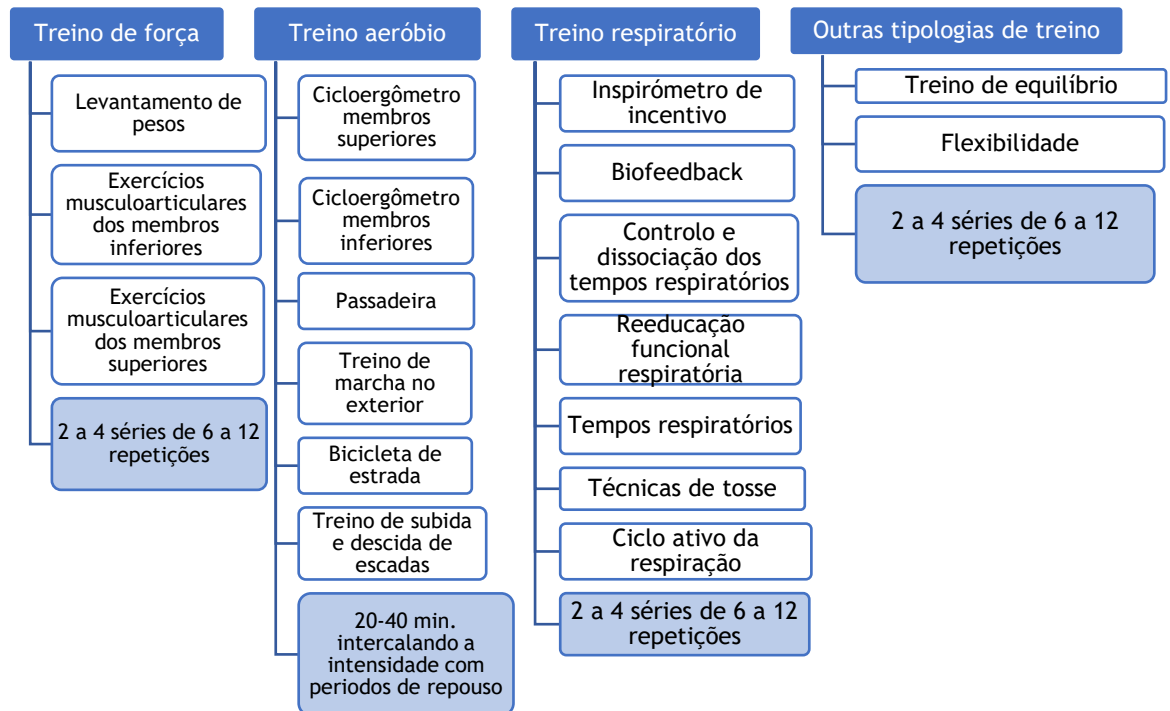 Treino de força
Levantamento de
pesos
Exercícios
musculoarticulares
dos membros
inferiores
Exercícios
musculoarticulares
dos membros
superiores
2 a 4 séries de 6 a 12
repetições
Treino aeróbio
Cicloergômetro
membros
superiores
Cicloergômetro
membros
inferiores
Passadeira
Treino de
marcha no
exterior
Bicicleta de
estrada
Treino de subida
e descida de
escadas
20-40 min.
intercalando a
intensidade com
periodos de repouso
Treino respiratório
Inspirómetro de
incentivo
Biofeedback
Controlo e
dissociação dos
tempos respiratórios
Reeducação
funcional
respiratória
Tempos respiratórios
Técnicas de tosse
Ciclo ativo da
respiração
2 a 4 séries de 6 a 12
repetições
Outras tipologias de treino
Treino de equilíbrio
Flexibilidade
2 a 4 séries de 6 a 12
repetições